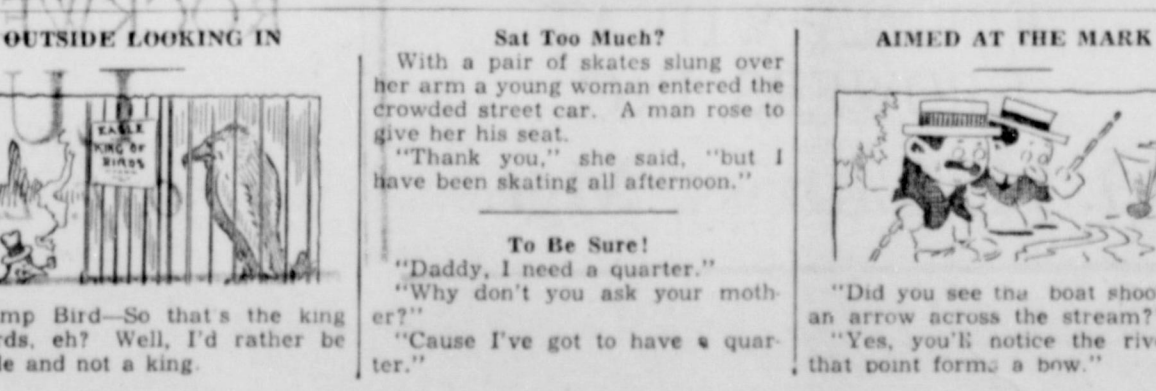 OUTSIDE LOOKING IN
EAGLE
KING OF
BIRDS
mp Bird—So that's the king
rds, eh? Well, I'd rather be
le and not a king.
Sat Too Much?
With a pair of skates slung over
her arm a young woman entered the
crowded street car. A man rose to
give her his seat.
"Thank you," she said, "but I
have been skating all afternoon."
To Be Sure!
"Daddy, I need a quarter."
"Why don't you ask your moth-
er?"
"Cause I've got to have a quar-
ter."
AIMED AT THE MARK
"Did you see the boat shoo
an arrow across the stream?
"Yes, you'll notice the riv
that point forms a bow."